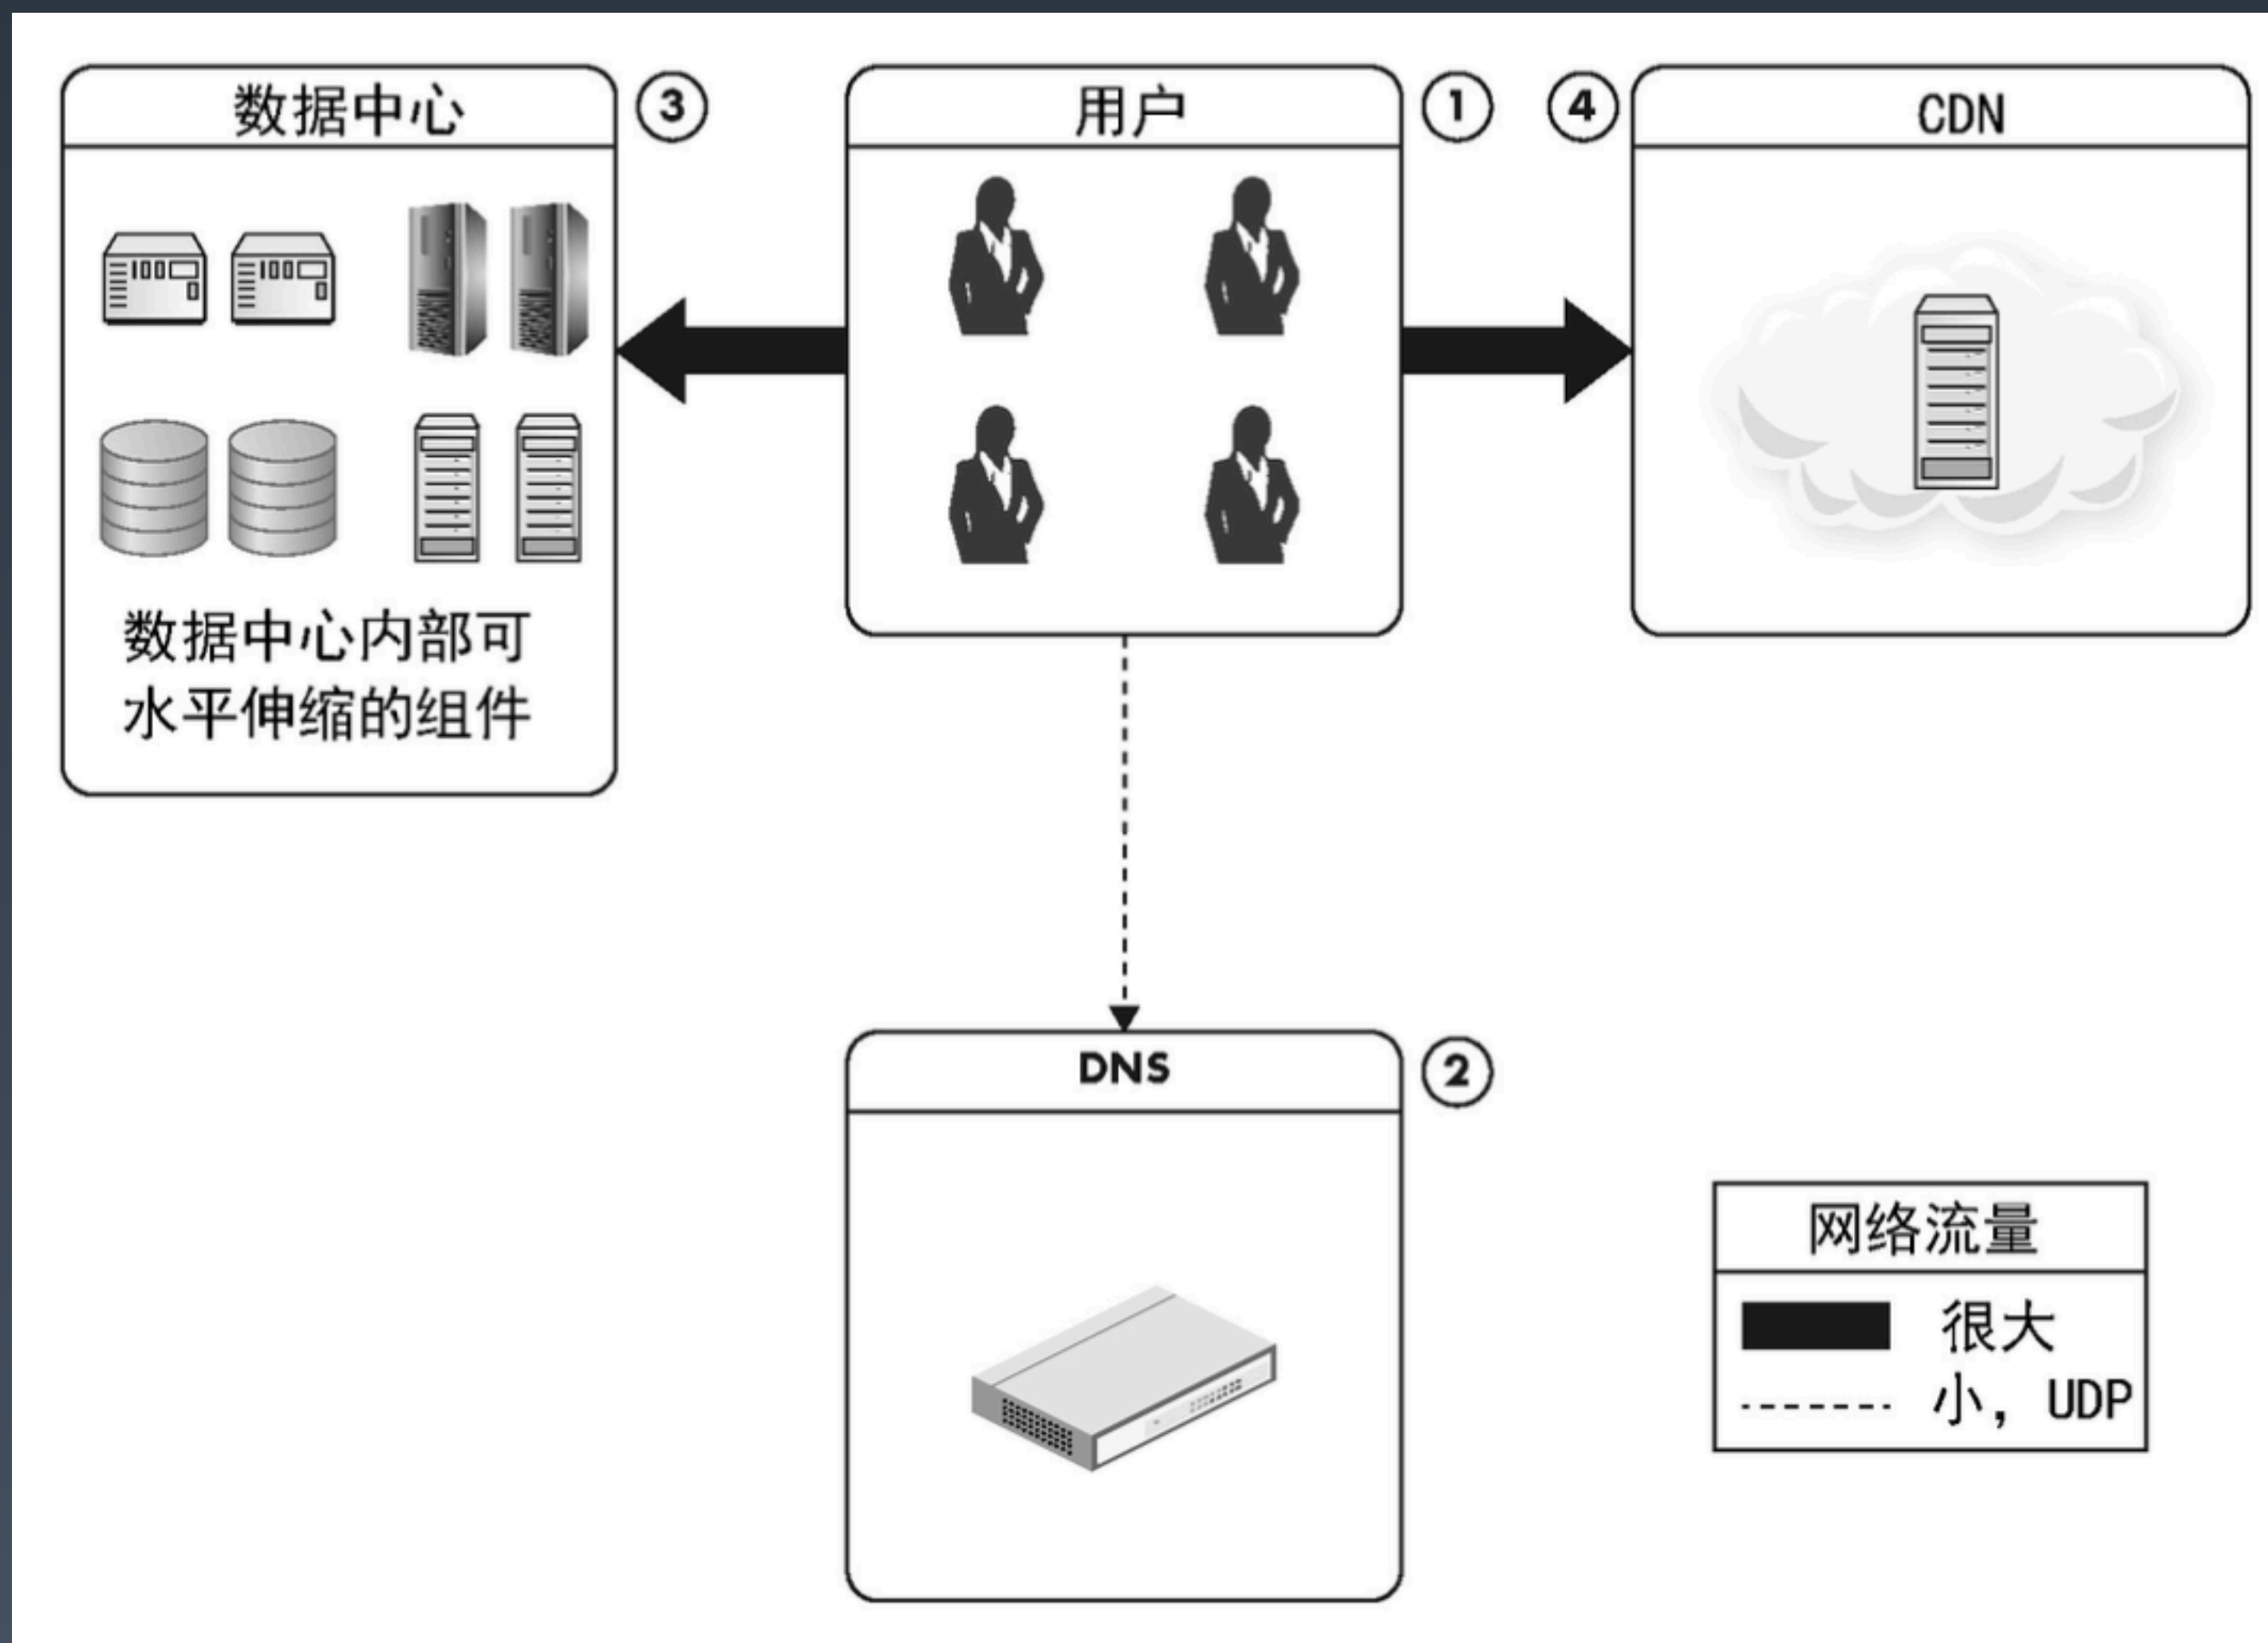 数据中心
③
用户
①
④
CDN
数据中心内部可
水平伸缩的组件
DNS
②
网络流量
很大
小，UDP